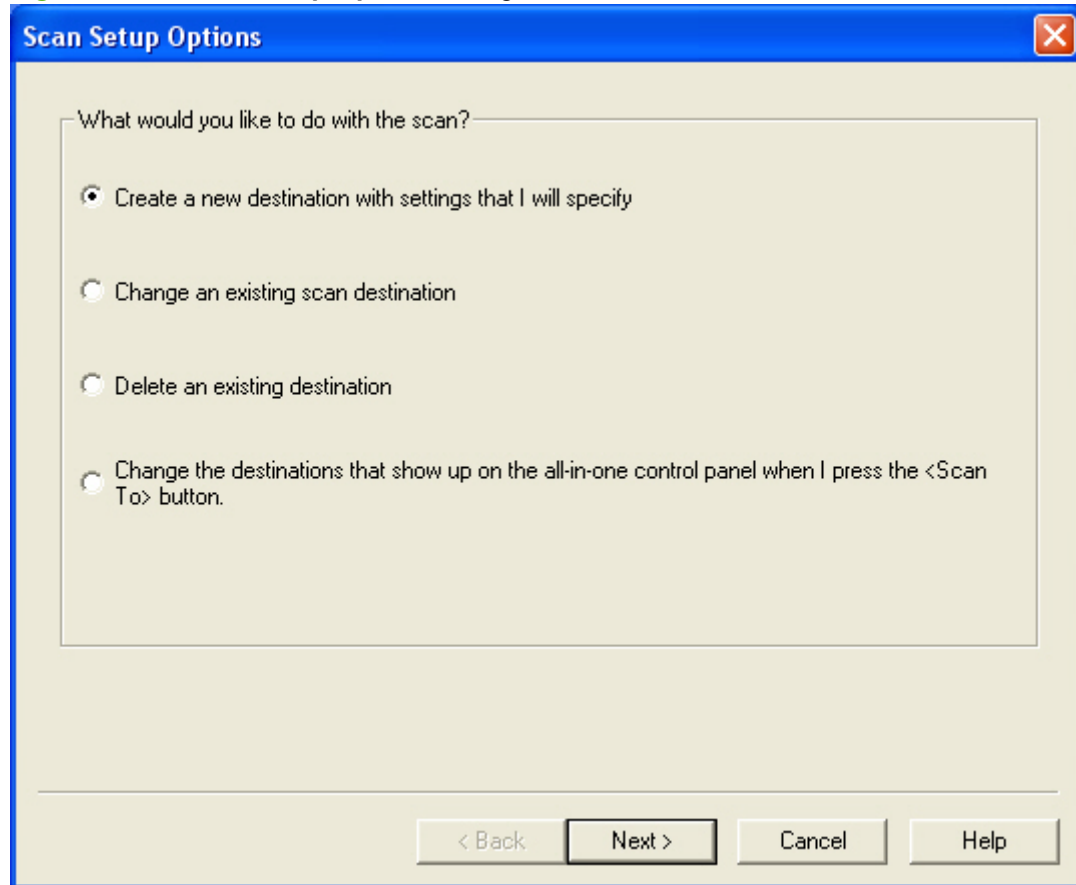 Scan Setup Options
What would you like to do with the scan?
Create a new destination with settings that I will specify
Change an existing scan destination
Delete an existing destination
Change the destinations that show up on the all-in-one control panel when I press the <Scan
To> button.
< Back
Next >
Cancel
Help